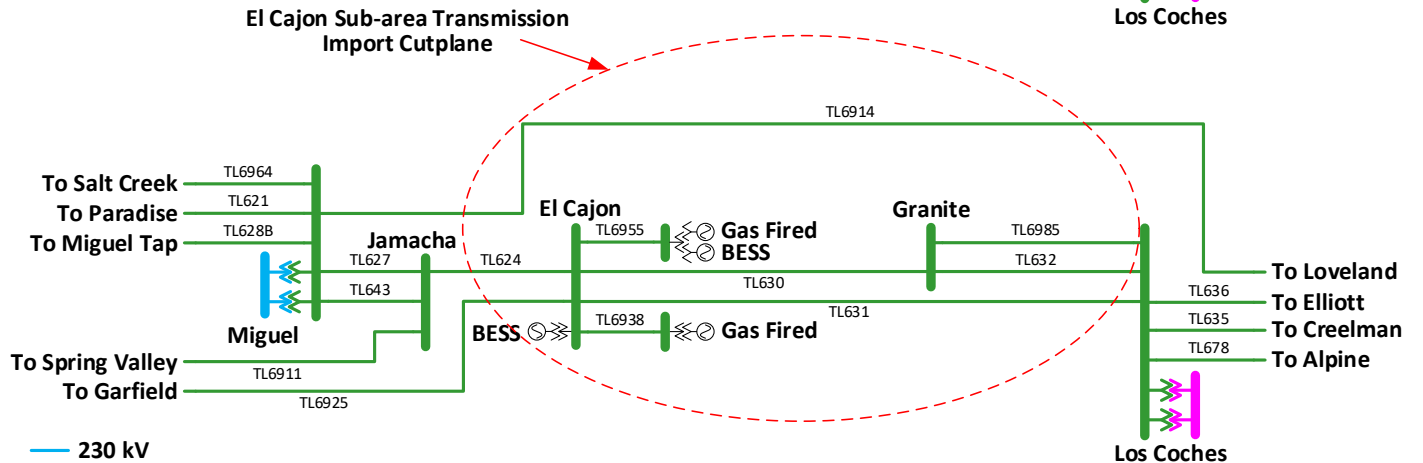 Los Coches
El Cajon Sub-area Transmission
Import Cutplane
TL6914
To Salt Creek
TL6964
To Paradise
TL621
To Miguel Tap
TL628B
Jamacha
El Cajon
Granite
TL6955
Gas Fired
BESS
TL6985
TL627
TL624
TL630
TL632
To Loveland
TL643
TL631
TL636
To Elliott
Miguel
BESS
TL6938
Gas Fired
TL635
To Creelman
To Spring Valley
TL6911
TL678
To Alpine
To Garfield
TL6925
230 kV
Los Coches